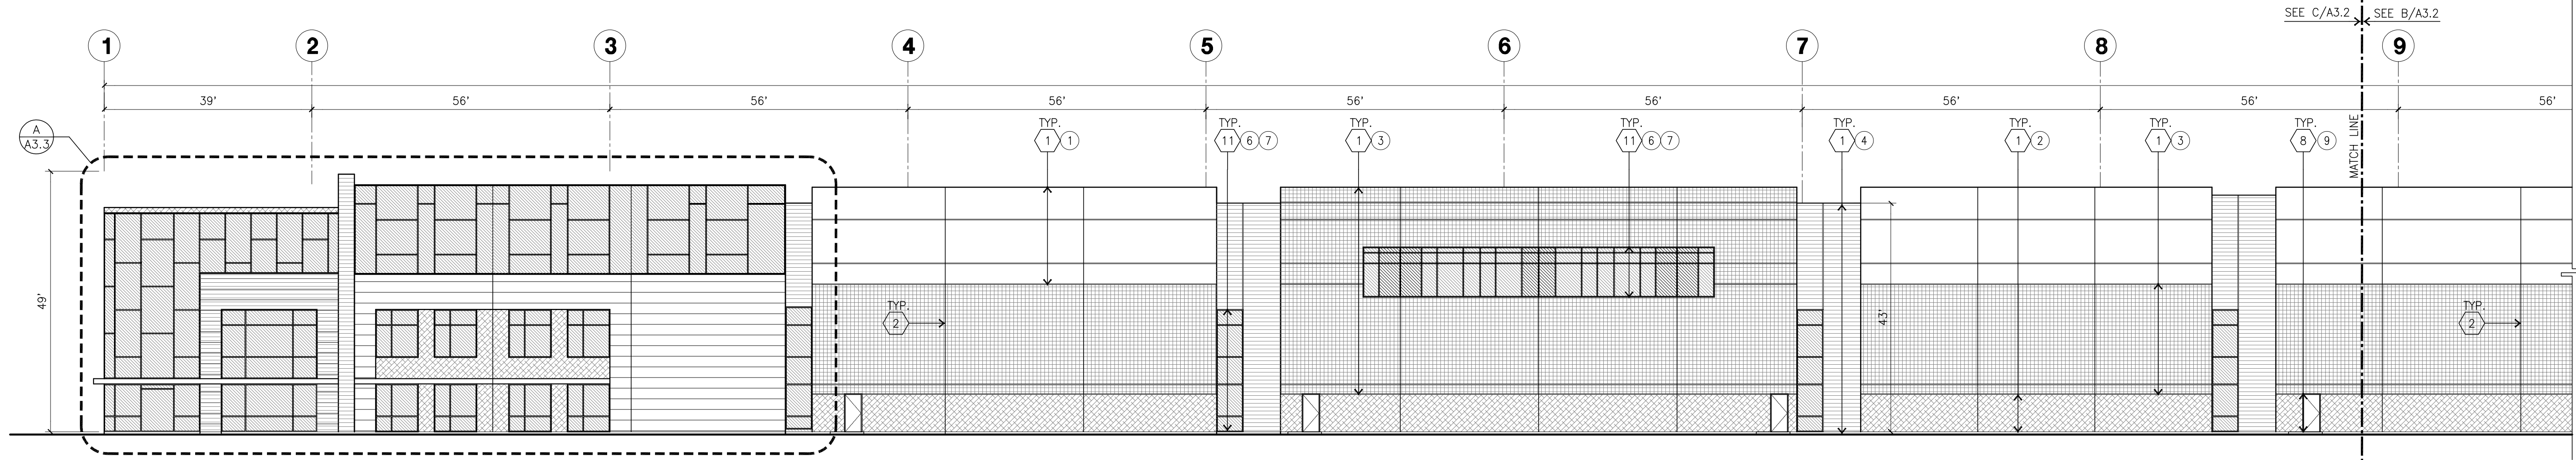 SEE C/A3.2 SEE B/A3.2
1 2 3 4 5 6 7 8 9
39' 56' 56' 56' 56' 56' 56' 56' 56'
TYP. TYP. TYP. TYP. TYP. TYP. TYP. TYP.
1 1 11 6 7 1 3 11 6 7 1 4 1 2 1 3 8 9
MATCH LINE
A
A3.3
49'
43'
TYP.
2
TYP.
2